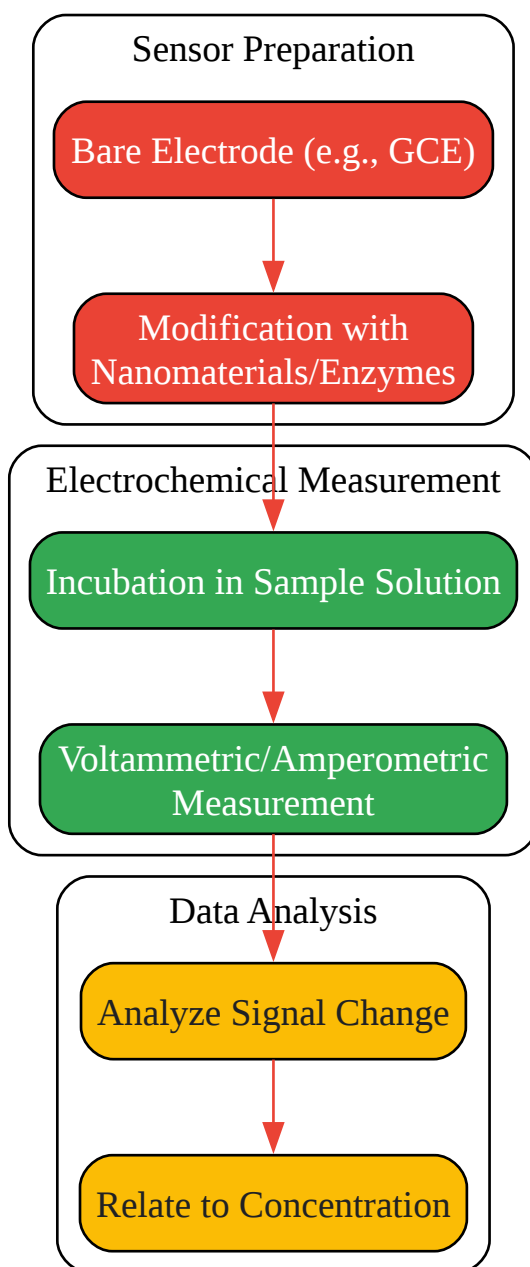 Sensor Preparation
Bare Electrode (e.g., GCE)
Modification with
Nanomaterials/Enzymes
Electrochemical Measurement
Incubation in Sample Solution
Voltammetric/Amperometric
Measurement
Data Analysis
Analyze Signal Change
Relate to Concentration